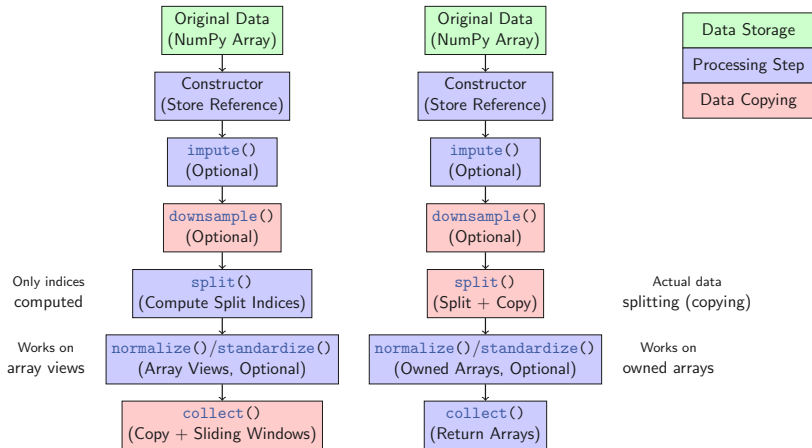 Original Data
(NumPy Array)
Constructor
(Store Reference)
impute()
(Optional)
downsample()
(Optional)
Only indices
computed
split()
(Compute Split Indices)
Works on
array views
normalize()/standardize()
(Array Views, Optional)
collect()
(Copy + Sliding Windows)
Original Data
(NumPy Array)
Constructor
(Store Reference)
impute()
(Optional)
downsample()
(Optional)
split()
(Split + Copy)
Actual data
splitting (copying)
normalize()/standardize()
(Owned Arrays, Optional)
Works on
owned arrays
collect()
(Return Arrays)
Data Storage
Processing Step
Data Copying